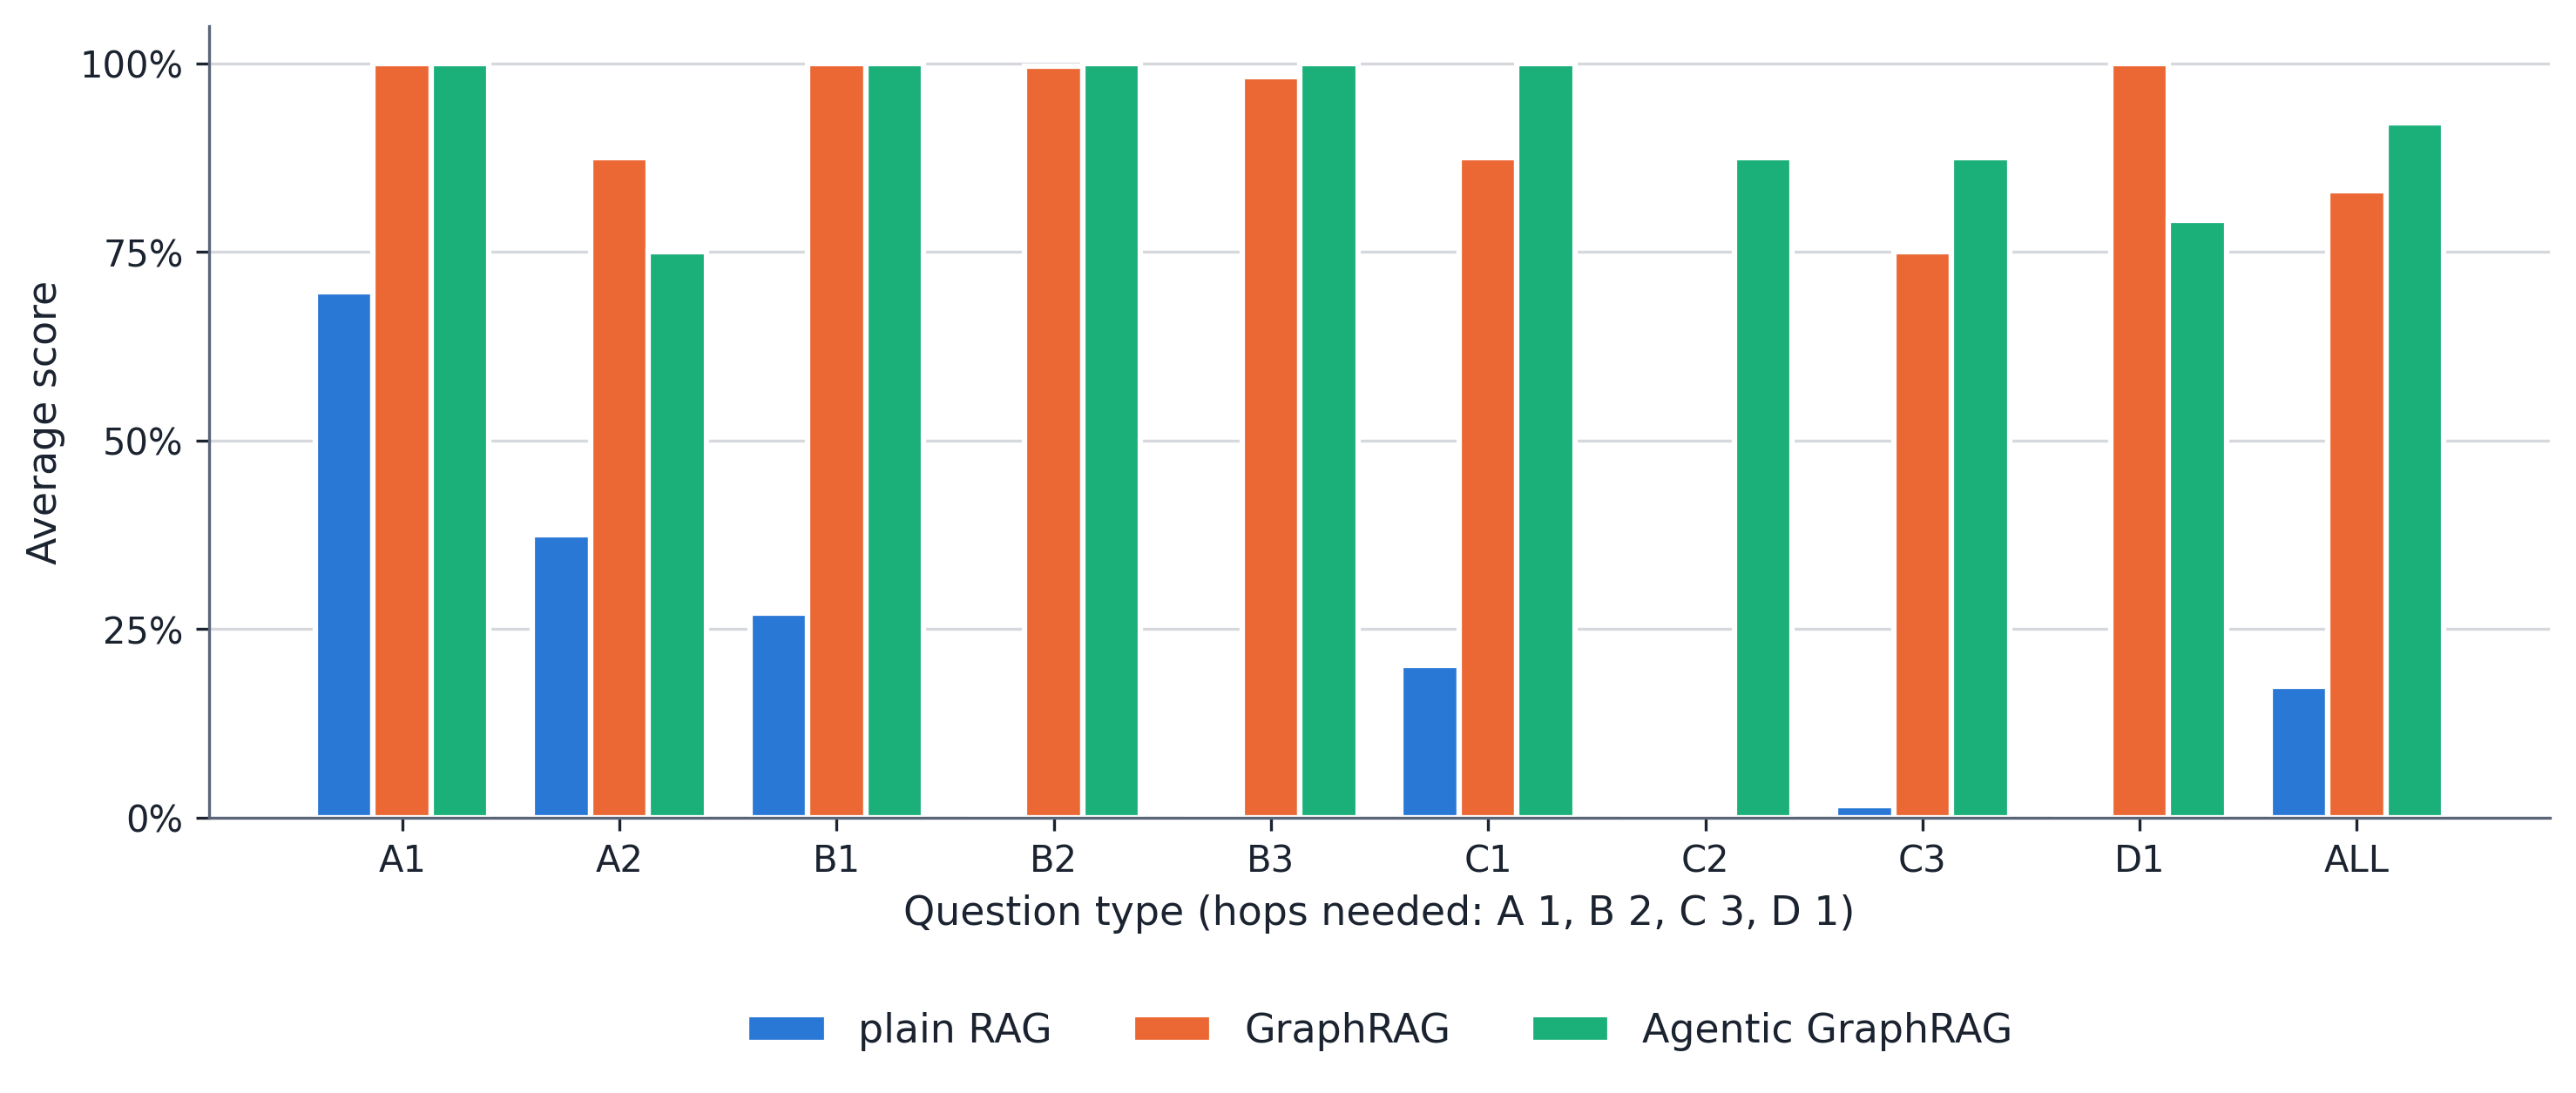 100%
75%
50%
25%
0%
Average score
A1 A2 B1 B2 B3 C1 C2 C3 D1 ALL
Question type (hops needed: A 1, B 2, C 3, D 1)
plain RAG GraphRAG Agentic GraphRAG